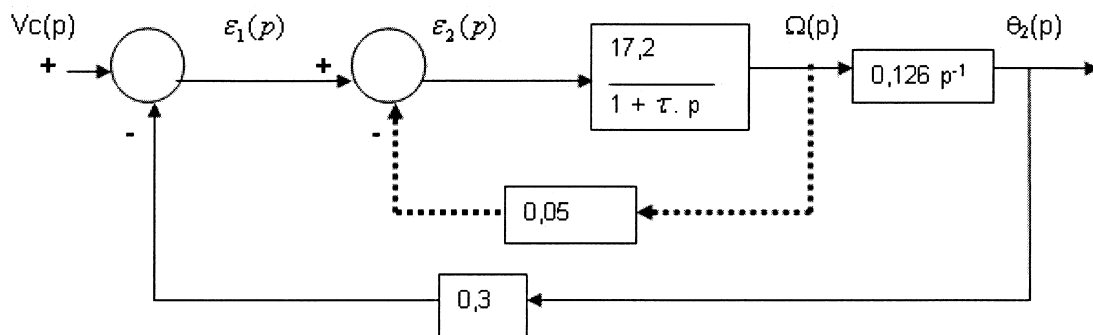 Vc(p)
ε₁(p)
ε₂(p)
17,2
1 + τ. p
Ω(p)
0,126 p⁻¹
θ₂(p)
+
+
-
-
0,05
0,3